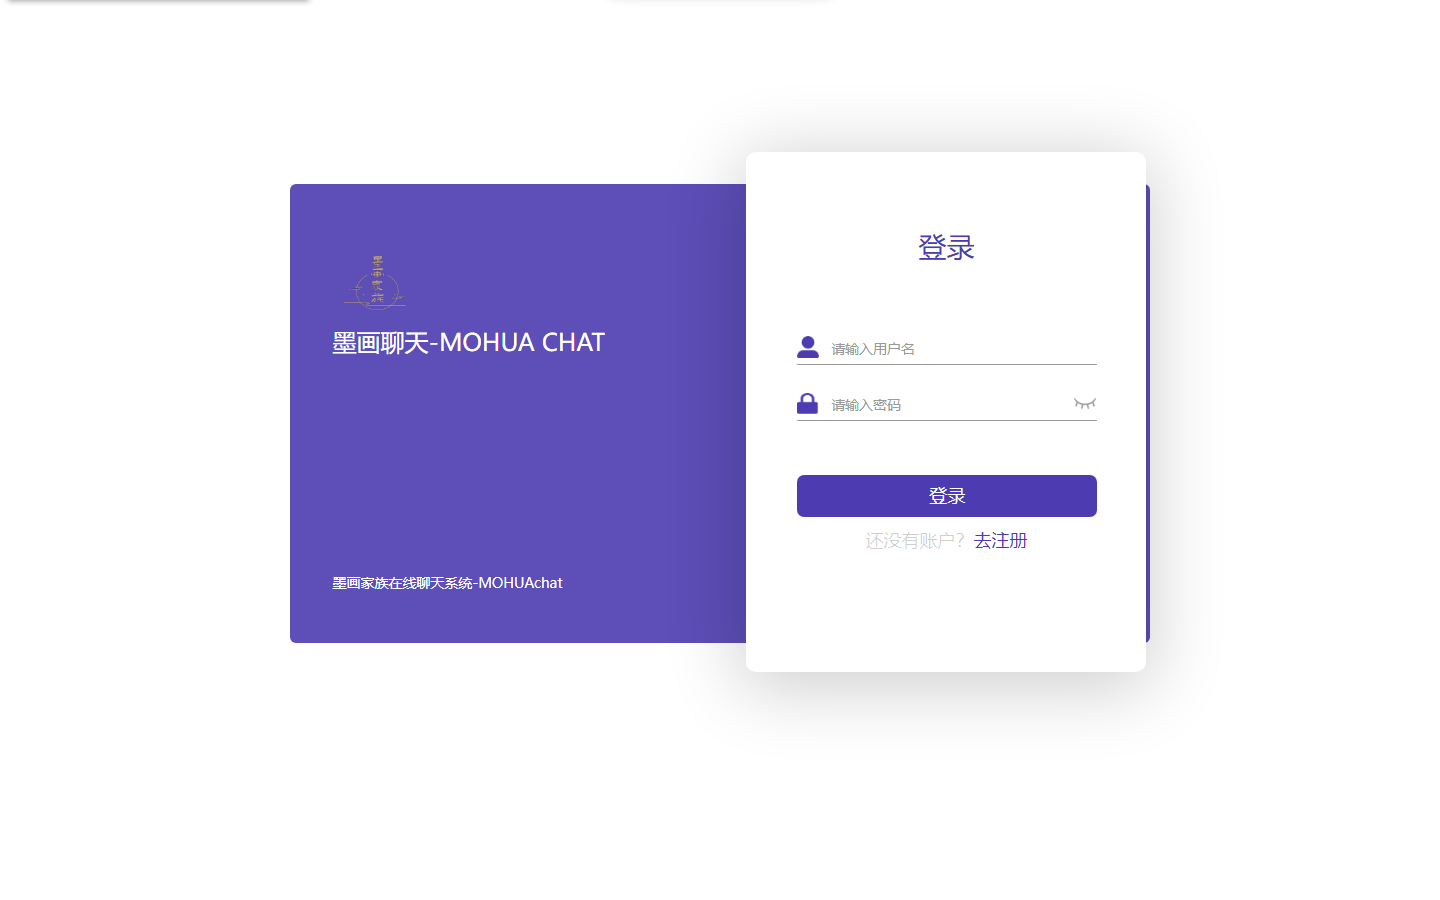 墨画家族
墨画聊天-MOHUA CHAT
墨画家族在线聊天系统-MOHUAchat
登录
请输入用户名
请输入密码
登录
还没有账户？去注册